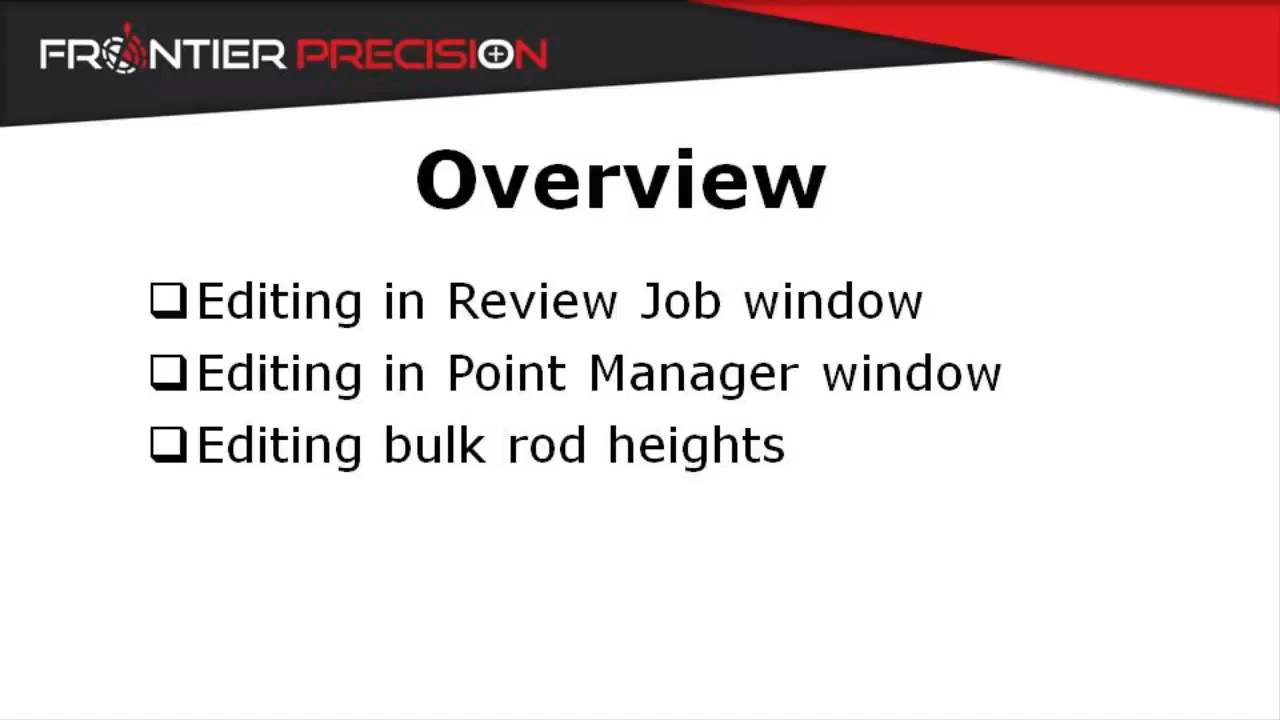 FRONTIER PRECISION
Overview
Editing in Review Job window
Editing in Point Manager window
Editing bulk rod heights